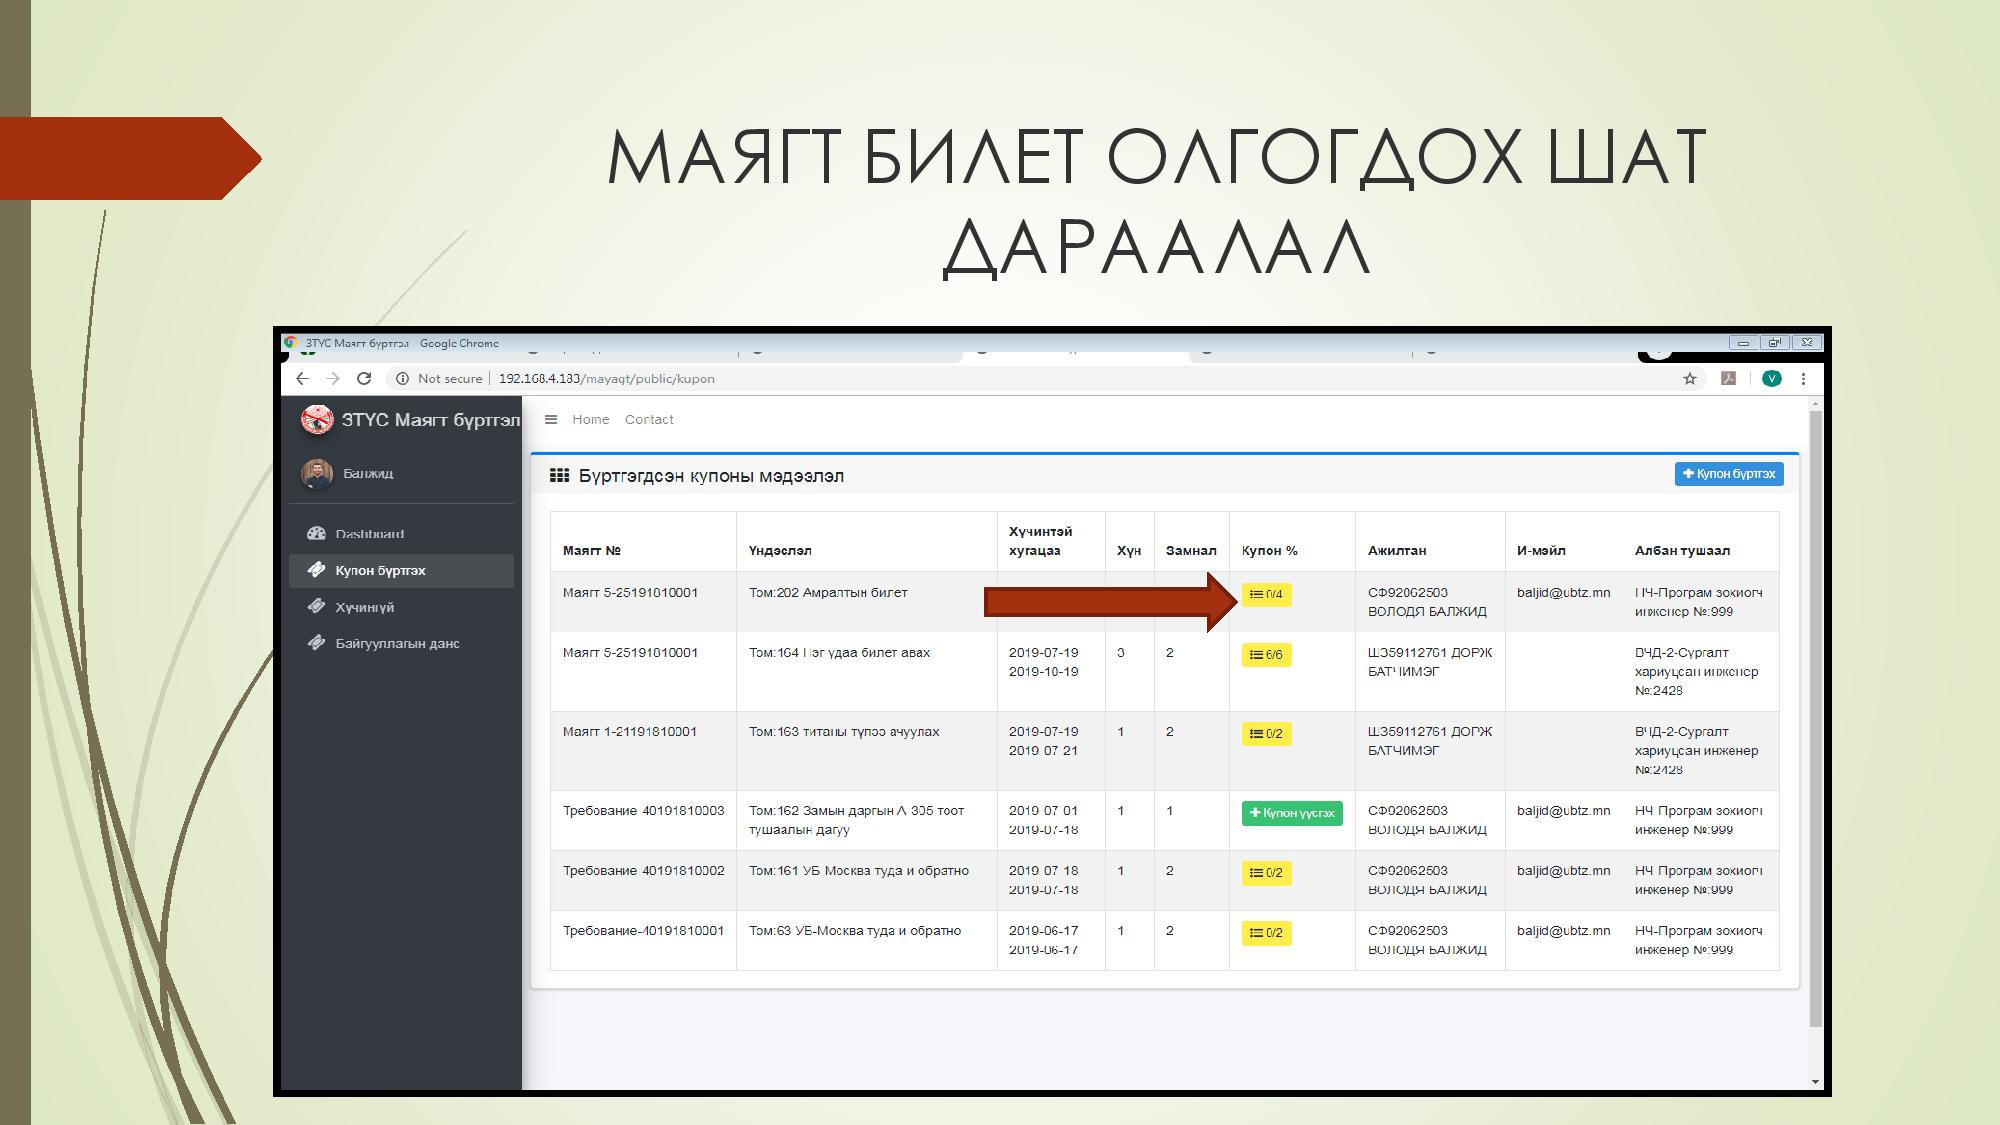 МАЯГТ БИЛЕТ ОЛГОГДОХ ШАТ
ДАРААЛАЛ
ЗТҮС Маягт бүртгэл - Google Chrome
Not secure | 192.168.4.183/mayagt/public/kupon
V
ЗТҮС Маягт бүртгэл
Home Contact
Балжид
Dashboard
Купон бүртгэх
Хүчингүй
Байгууллагын данс
Бүртгэгдсэн купоны мэдээлэл
Купон бүртгэх
Маягт № Үндэслэл Хүчинтэй хугацаа Хүн Замнал Купон % Ажилтан И-мэйл Албан тушаал
Маягт 5-25191810001 Том:202 Амралтын билет 0/4 СФ92062503 baljid@ubtz.mn НЧ-Програм зохиогч
ВОЛОДЯ БАЛЖИД инженер №:999
Маягт 5-25191810001 Том:164 Нэг удаа билет авах 2019-07-19 3 2 6/6 ШЗ59112761 ДОРЖ ВЧД-2-Сургалт
2019-10-19 БАТЧИМЭГ хариуцсан инженер
№:2428
Маягт 1-21191810001 Том:163 титаны түлээ ачуулах 2019-07-19 1 2 0/2 ШЗ59112761 ДОРЖ ВЧД-2-Сургалт
2019-07-21 БАТЧИМЭГ хариуцсан инженер
№:2428
Требование-40191810003 Том:162 Замын даргын А-305 тоот 2019-07-01 1 1 Купон үүсгэх СФ92062503 baljid@ubtz.mn НЧ-Програм зохиогч
тушаалын дагуу 2019-07-18 ВОЛОДЯ БАЛЖИД инженер №:999
Требование-40191810002 Том:161 УБ-Москва туда и обратно 2019-07-18 1 2 0/2 СФ92062503 baljid@ubtz.mn НЧ-Програм зохиогч
2019-07-18 ВОЛОДЯ БАЛЖИД инженер №:999
Требование-40191810001 Том:63 УБ-Москва туда и обратно 2019-06-17 1 2 0/2 СФ92062503 baljid@ubtz.mn НЧ-Програм зохиогч
2019-06-17 ВОЛОДЯ БАЛЖИД инженер №:999